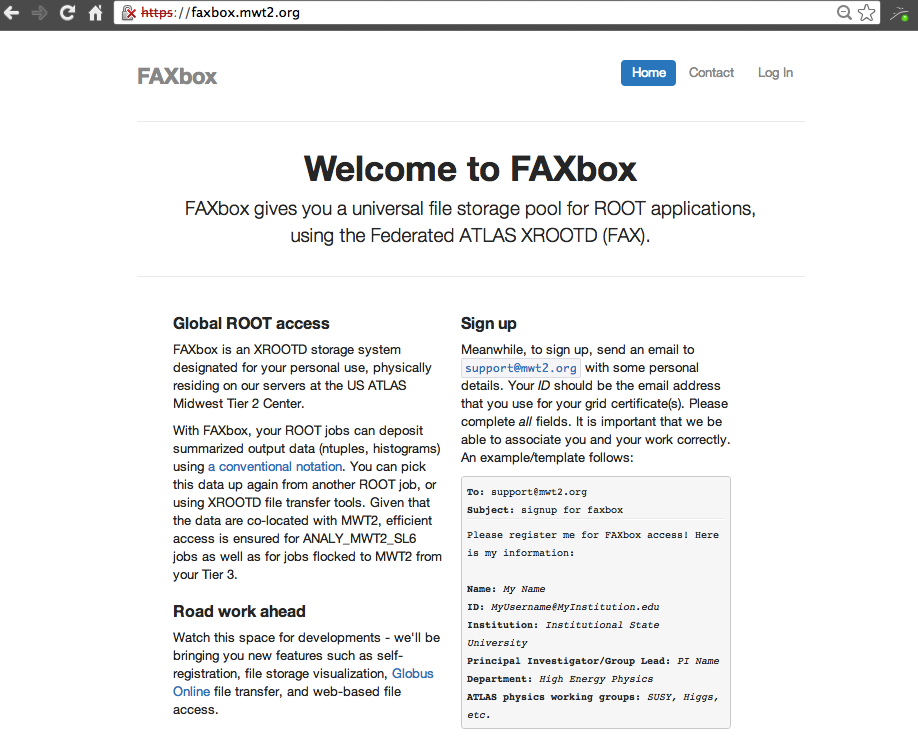 https://faxbox.mwt2.org
FAXbox
Home Contact Log In
Welcome to FAXbox
FAXbox gives you a universal file storage pool for ROOT applications,
using the Federated ATLAS XROOTD (FAX).
Global ROOT access
FAXbox is an XROOTD storage system
designated for your personal use, physically
residing on our servers at the US ATLAS
Midwest Tier 2 Center.
With FAXbox, your ROOT jobs can deposit
summarized output data (ntuples, histograms)
using a conventional notation. You can pick
this data up again from another ROOT job, or
using XROOTD file transfer tools. Given that
the data are co-located with MWT2, efficient
access is ensured for ANALY_MWT2_SL6
jobs as well as for jobs flocked to MWT2 from
your Tier 3.
Road work ahead
Watch this space for developments - we'll be
bringing you new features such as self-
registration, file storage visualization, Globus
Online file transfer, and web-based file
access.
Sign up
Meanwhile, to sign up, send an email to
support@mwt2.org with some personal
details. Your ID should be the email address
that you use for your grid certificate(s). Please
complete all fields. It is important that we be
able to associate you and your work correctly.
An example/template follows:
To: support@mwt2.org
Subject: signup for faxbox
Please register me for FAXbox access! Here
is my information:
Name: My Name
ID: MyUsername@MyInstitution.edu
Institution: Institutional State
University
Principal Investigator/Group Lead: PI Name
Department: High Energy Physics
ATLAS physics working groups: SUSY, Higgs,
etc.